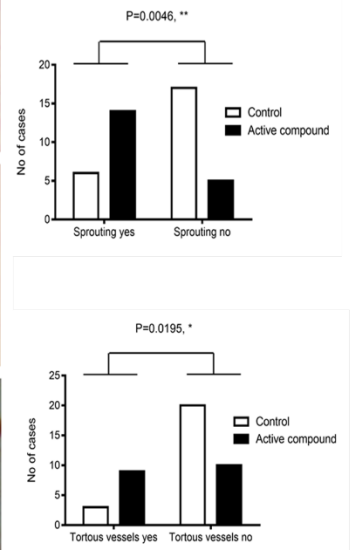 P=0.0046, **
20
15
10
5
0
No of cases
Control
Active compound
Sprouting yes Sprouting no
P=0.0195, *
25
20
15
10
5
0
No of cases
Control
Active compound
Tortous vessels yes Tortous vessels no